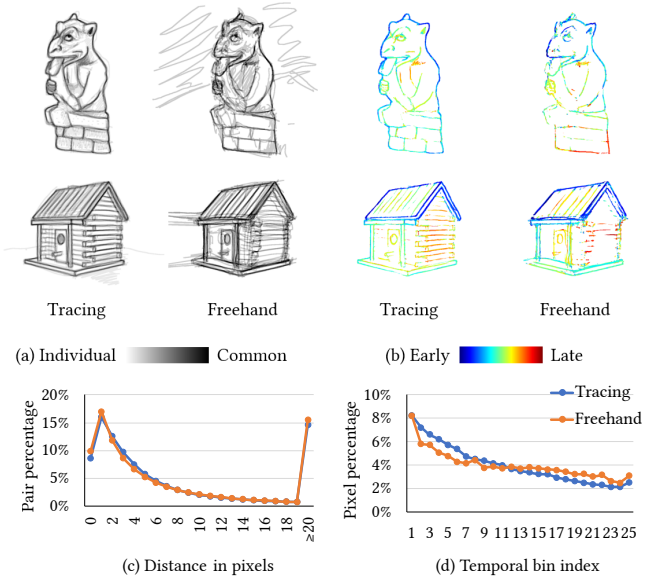 Tracing Freehand Tracing Freehand
(a) Individual Common (b) Early Late
Pair percentage
20%
15%
10%
5%
0%
0 2 4 6 8 10 12 14 16 18 ≥20
(c) Distance in pixels
Pixel percentage
10%
8%
6%
4%
2%
0%
Tracing
Freehand
1 3 5 7 9 11 13 15 17 19 21 23 25
(d) Temporal bin index